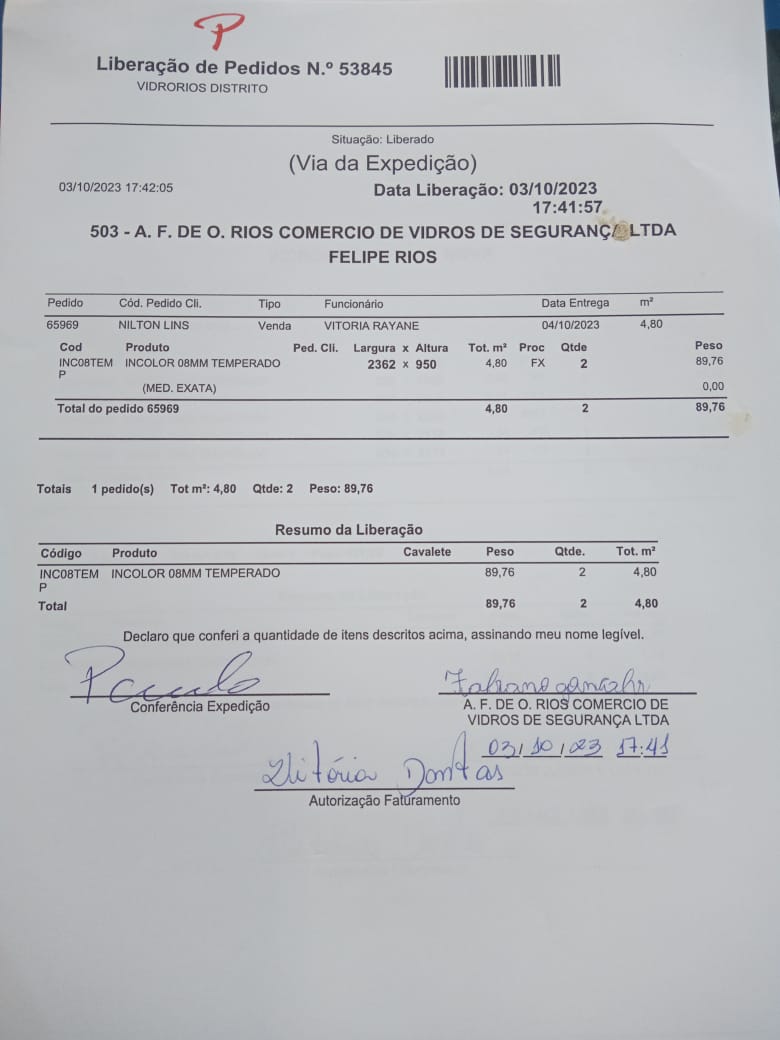 P
Liberação de Pedidos N.º 53845
VIDRORIOS DISTRITO
Situação: Liberado
(Via da Expedição)
03/10/2023 17:42:05 Data Liberação: 03/10/2023
17:41:57
503 - A. F. DE O. RIOS COMERCIO DE VIDROS DE SEGURANÇA LTDA
FELIPE RIOS
Pedido Cód. Pedido Cli. Tipo Funcionário Data Entrega m²
65969 NILTON LINS Venda VITORIA RAYANE 04/10/2023 4,80
Cod Produto Ped. Cli. Largura x Altura Tot. m² Proc Qtde Peso
INC08TEM INCOLOR 08MM TEMPERADO 2362 x 950 4,80 FX 2 89,76
P
(MED. EXATA) 0,00
Total do pedido 65969 4,80 2 89,76
Totais 1 pedido(s) Tot m²: 4,80 Qtde: 2 Peso: 89,76
Resumo da Liberação
Código Produto Cavalete Peso Qtde. Tot. m²
INC08TEM INCOLOR 08MM TEMPERADO 89,76 2 4,80
P
Total 89,76 2 4,80
Declaro que conferi a quantidade de itens descritos acima, assinando meu nome legível.
Fabiano
Conferência Expedição A. F. DE O. RIOS COMERCIO DE
VIDROS DE SEGURANÇA LTDA
03/10/23 17:41
Vitória Dantas
Autorização Faturamento